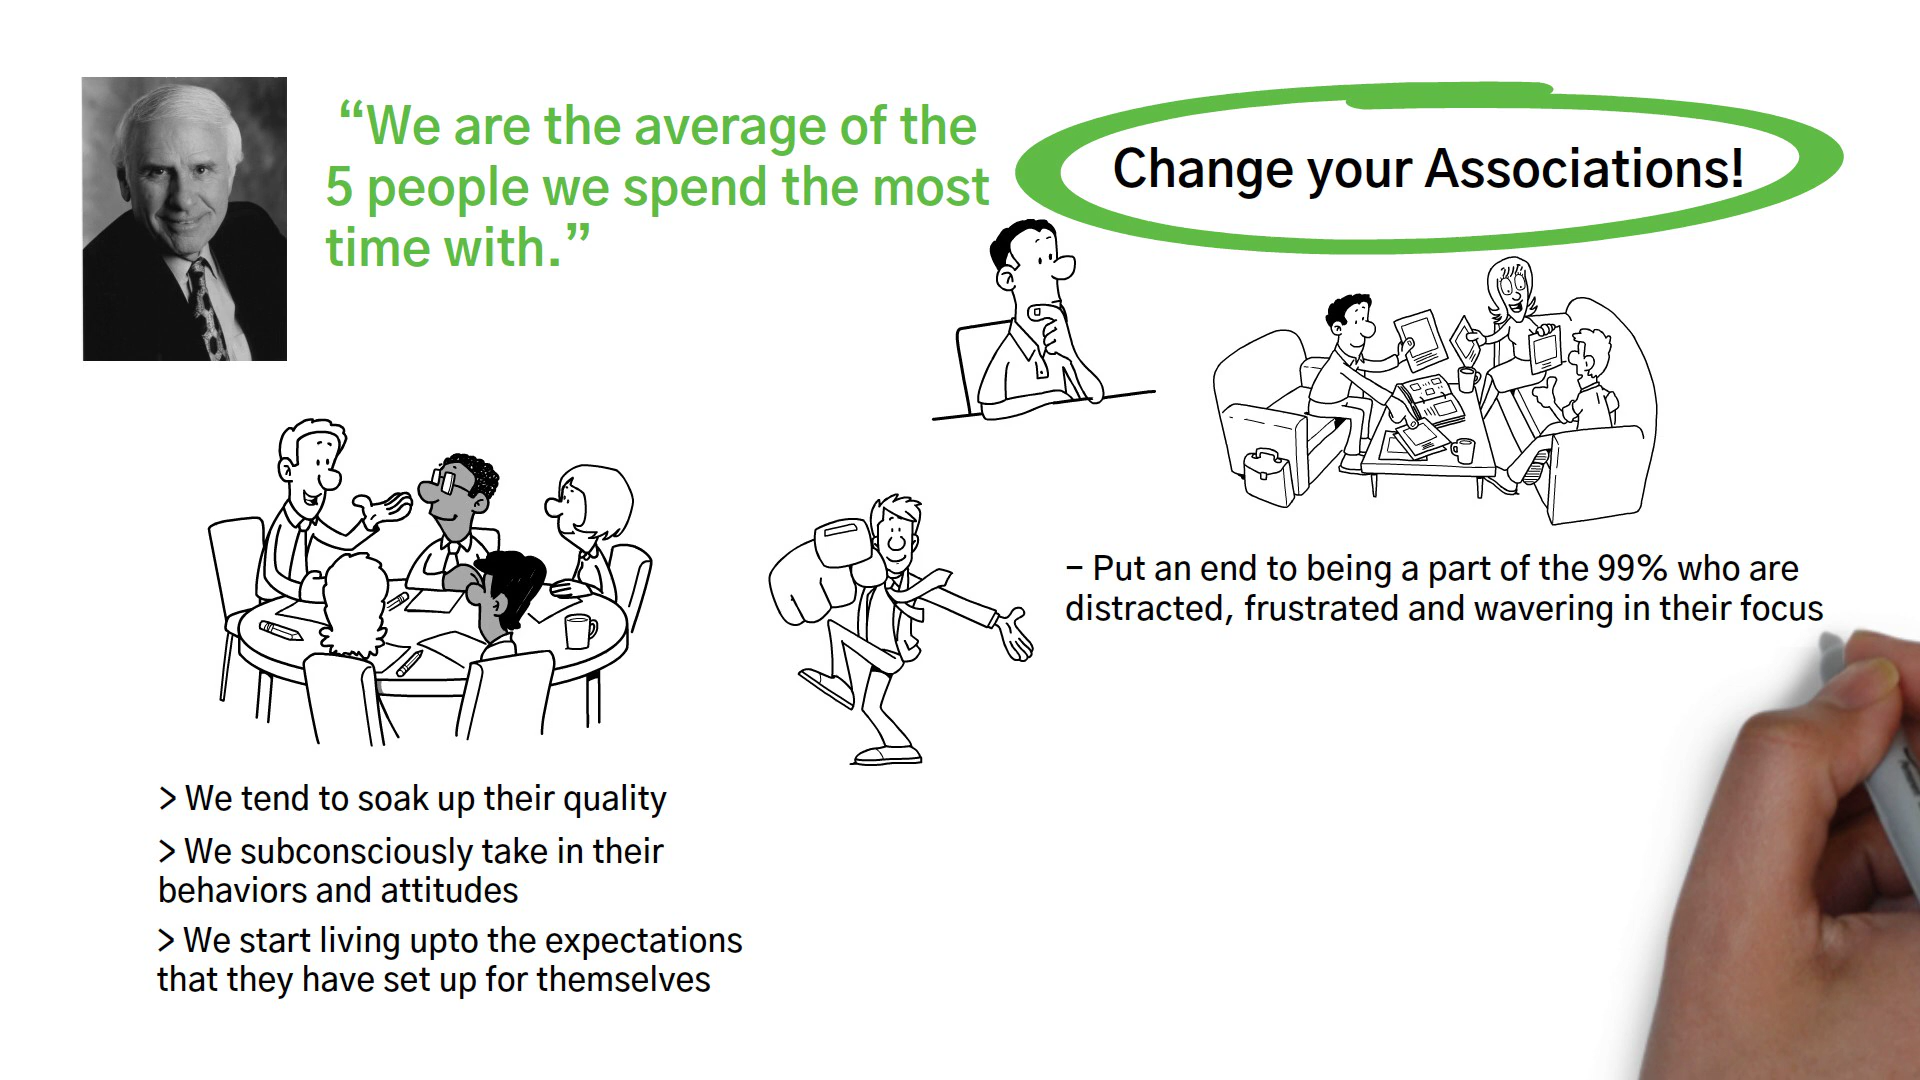 “We are the average of the
5 people we spend the most
time with.”
Change your Associations!
> We tend to soak up their quality
> We subconsciously take in their
behaviors and attitudes
> We start living upto the expectations
that they have set up for themselves
– Put an end to being a part of the 99% who are
distracted, frustrated and wavering in their focus